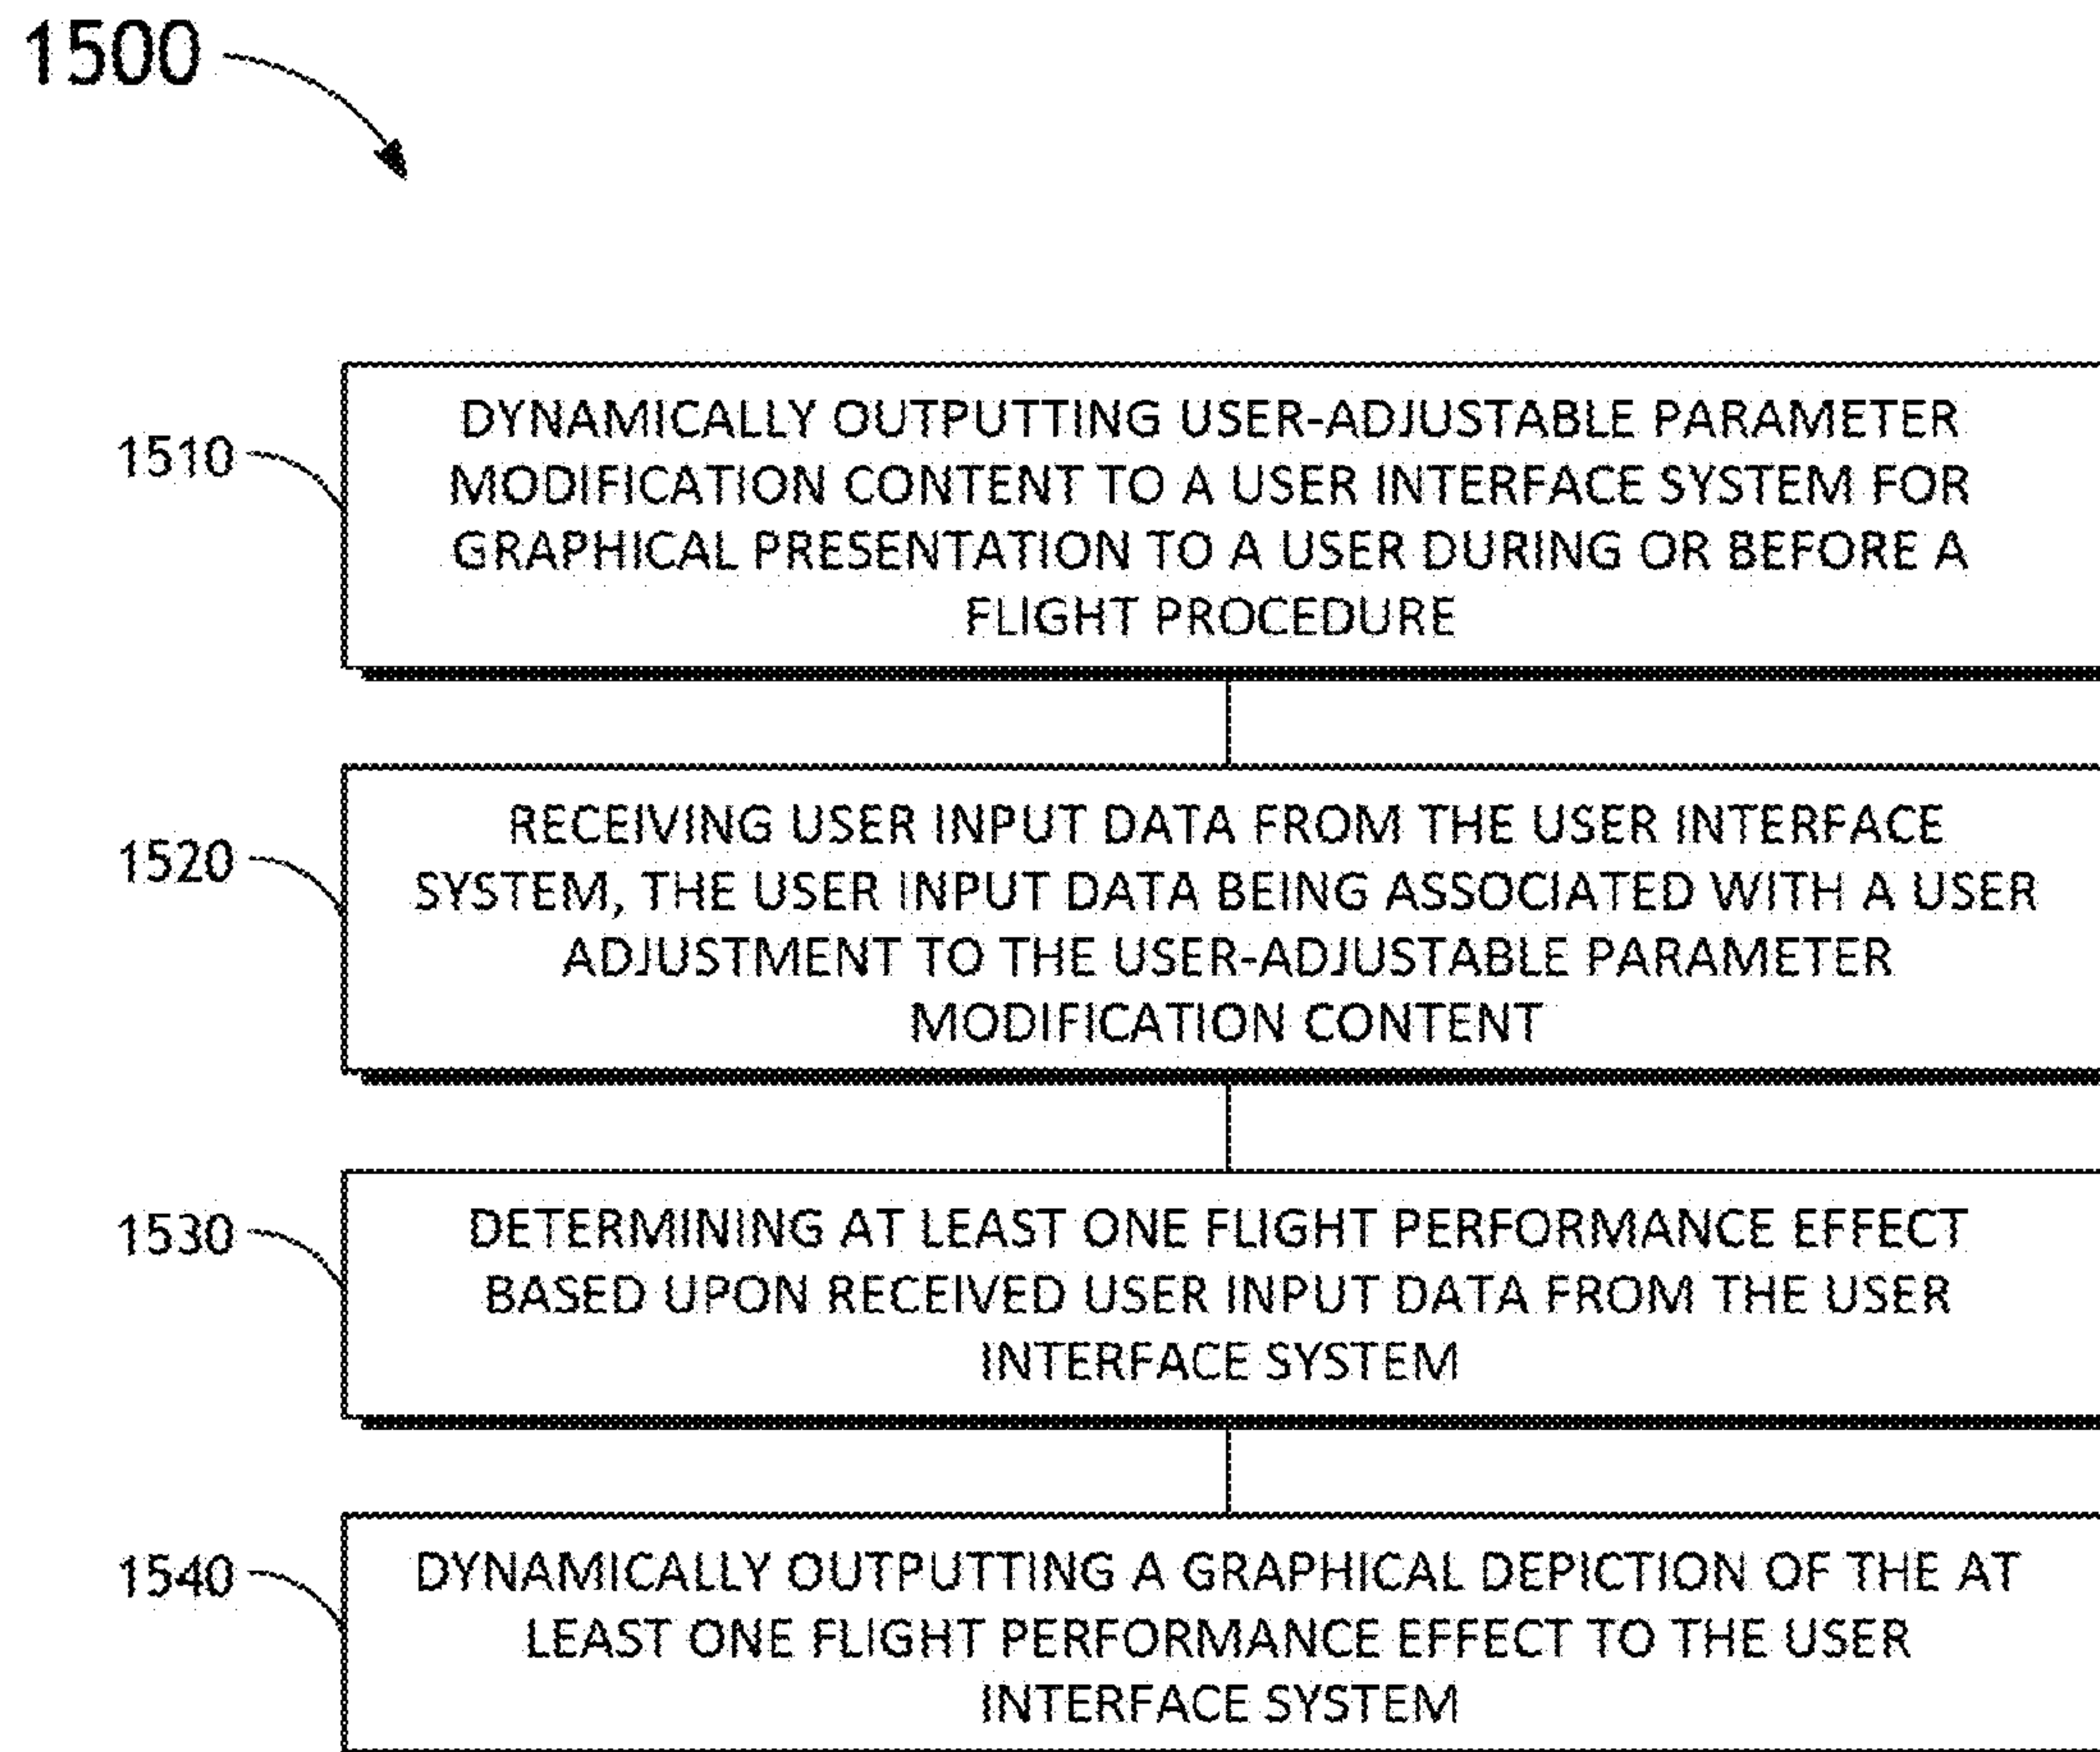 1500
1510
DYNAMICALLY OUTPUTTING USER-ADJUSTABLE PARAMETER
MODIFICATION CONTENT TO A USER INTERFACE SYSTEM FOR
GRAPHICAL PRESENTATION TO A USER DURING OR BEFORE A
FLIGHT PROCEDURE
1520
RECEIVING USER INPUT DATA FROM THE USER INTERFACE
SYSTEM, THE USER INPUT DATA BEING ASSOCIATED WITH A USER
ADJUSTMENT TO THE USER-ADJUSTABLE PARAMETER
MODIFICATION CONTENT
1530
DETERMINING AT LEAST ONE FLIGHT PERFORMANCE EFFECT
BASED UPON RECEIVED USER INPUT DATA FROM THE USER
INTERFACE SYSTEM
1540
DYNAMICALLY OUTPUTTING A GRAPHICAL DEPICTION OF THE AT
LEAST ONE FLIGHT PERFORMANCE EFFECT TO THE USER
INTERFACE SYSTEM